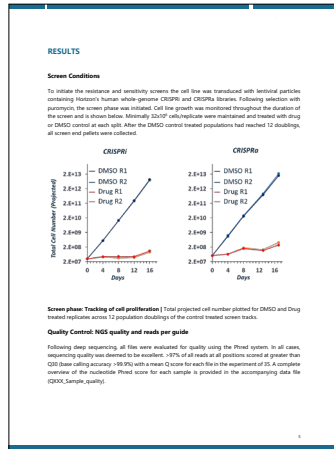 RESULTS
Screen Conditions
To initiate the resistance and sensitivity screens the cell line was transduced with lentiviral particles
containing Horizon's human whole-genome CRISPRi and CRISPRa libraries. Following selection with
puromycin, the screen phase was initiated. Cell line growth was monitored throughout the duration of
the screen and is shown below. Minimally 32x10⁶ cells/replicate were maintained and treated with drug
or DMSO control at each split. After the DMSO control treated populations had reached 12 doublings,
all screen end pellets were collected.
CRISPRi
CRISPRa
Total Cell Number (Projected)
2.E+13
2.E+12
2.E+11
2.E+10
2.E+09
2.E+08
2.E+07
DMSO R1
DMSO R2
Drug R1
Drug R2
0 4 8 12 16
Days
2.E+13
2.E+12
2.E+11
2.E+10
2.E+09
2.E+08
2.E+07
DMSO R1
DMSO R2
Drug R1
Drug R2
0 4 8 12 16
Days
Screen phase: Tracking of cell proliferation | Total projected cell number plotted for DMSO and Drug
treated replicates across 12 population doublings of the control treated screen tracks.
Quality Control: NGS quality and reads per guide
Following deep sequencing, all files were evaluated for quality using the Phred system. In all cases,
sequencing quality was deemed to be excellent. >97% of all reads at all positions scored at greater than
Q30 (base calling accuracy >99.9%) with a mean Q score for each file in the experiment of 35. A complete
overview of the nucleotide Phred score for each sample is provided in the accompanying data file
(QXXX_Sample_quality).